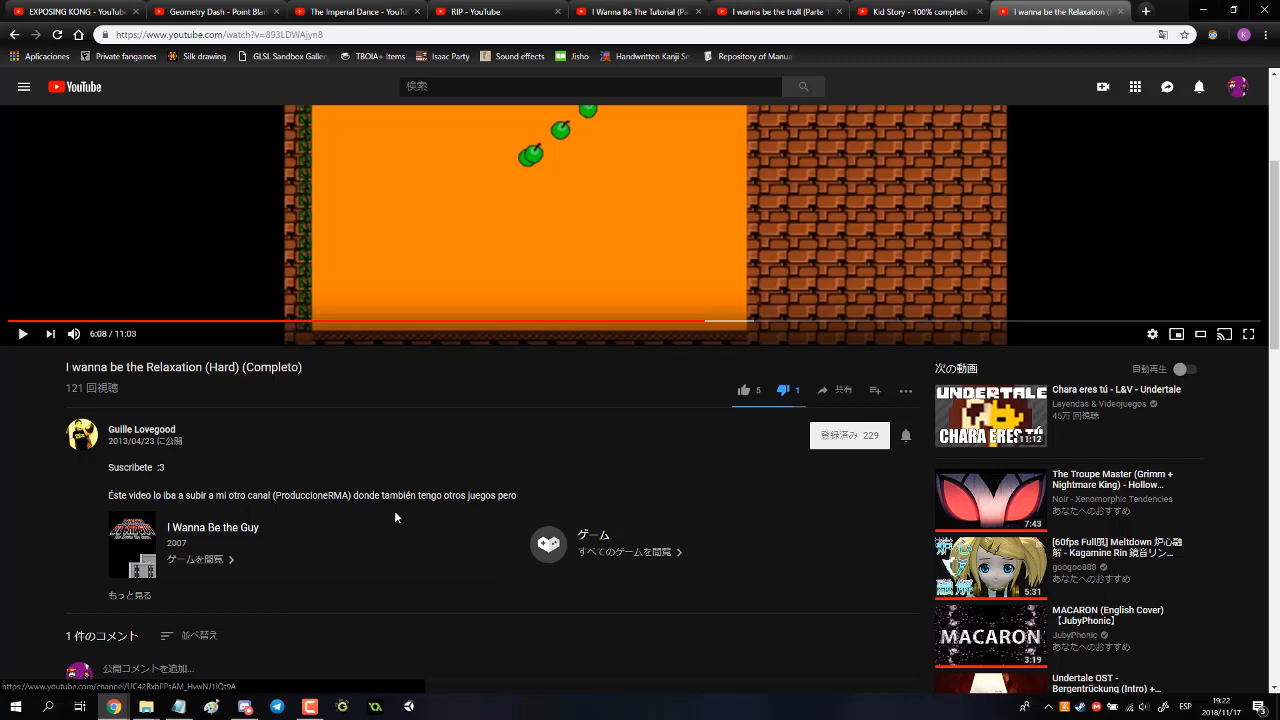 EXPOSING KONG - YouTube
Geometry Dash - Point Blan
The Imperial Dance - YouTu
RIP - YouTube
I Wanna Be The Tutorial (Pa
I wanna be the troll (Parte 1
Kid Story - 100% completo
I wanna be the Relaxation (
https://www.youtube.com/watch?v=893LDWAjyn8
Aplicaciones
Private fangames
Silk drawing
GLSL Sandbox Galler
TBOIA+ Items
Isaac Party
Sound effects
Jisho
Handwritten Kanji Se
Repository of Manua
YouTube
検索
6:08 / 11:03
I wanna be the Relaxation (Hard) (Completo)
121 回視聴
5
1
共有
次の動画
自動再生
Guille Lovegood
2013/04/23 に公開
登録済み 229
Suscribete :3
Este video lo iba a subir a mi otro canal (ProduccioneRMA) donde también tengo otros juegos pero
I Wanna Be the Guy
2007
ゲームを閲覧
ゲーム
すべてのゲームを閲覧
もっと見る
1 件のコメント
並べ替え
公開コメントを追加...
UNDERTALE
CHARA ERES TÚ
11:12
Chara eres tú - L&V - Undertale
Leyendas & Videojuegos
45万 回視聴
7:43
The Troupe Master (Grimm +
Nightmare King) - Hollow...
Noir - Xenomorphic Tendencies
あなたへのおすすめ
5:31
[60fps Full風] Meltdown 炉心融
解 - Kagamine Rin 鏡音リン...
googoo888
あなたへのおすすめ
MACARON
3:19
MACARON (English Cover)
【JubyPhonic】
JubyPhonic
あなたへのおすすめ
Undertale OST -
Bergentrückung (Intro) +...
https://www.youtube.com/channel/UC42RxbPPsAM_HvwNJ1IQt9A
ESP
19:22
2018/11/17